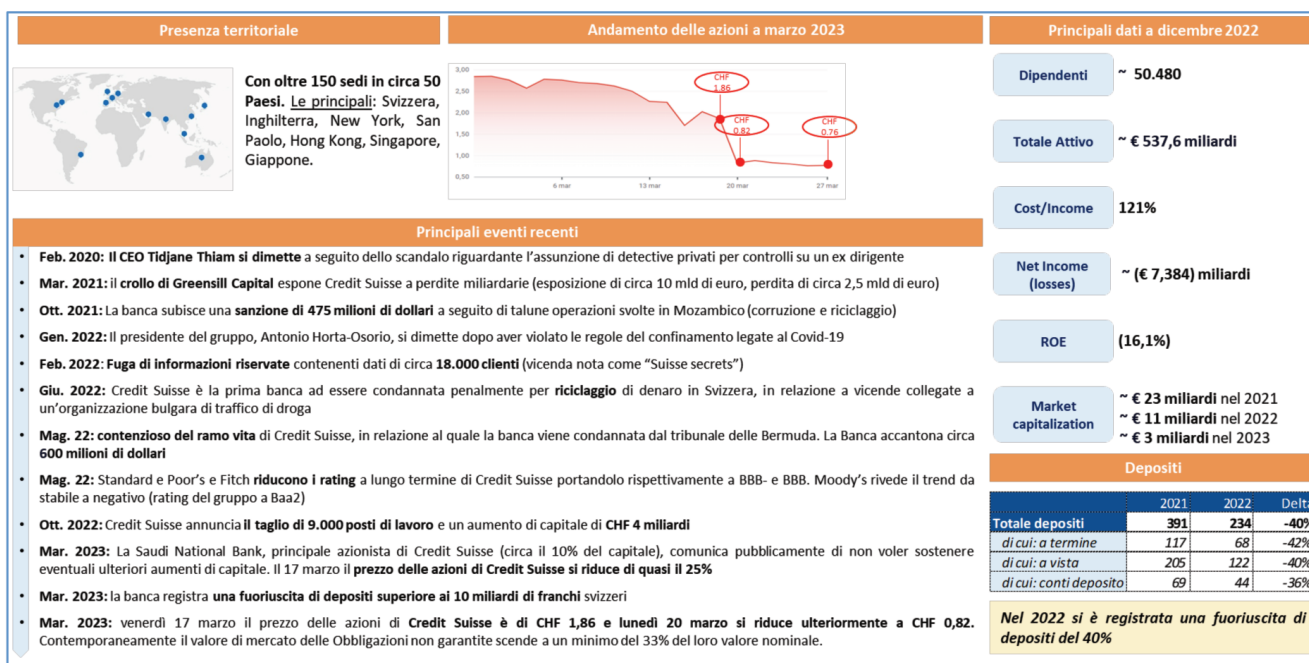 Presenza territoriale
Con oltre 150 sedi in circa 50
Paesi. Le principali: Svizzera,
Inghilterra, New York, San
Paolo, Hong Kong, Singapore,
Giappone.
Andamento delle azioni a marzo 2023
3,00
2,50
2,00
1,50
1,00
0,50
CHF
1.86
CHF
0.82
CHF
0.76
6 mar
13 mar
20 mar
27 mar
Principali eventi recenti
• Feb. 2020: Il CEO Tidjane Thiam si dimette a seguito dello scandalo riguardante l'assunzione di detective privati per controlli su un ex dirigente
• Mar. 2021: il crollo di Greensill Capital espone Credit Suisse a perdite miliardarie (esposizione di circa 10 mld di euro, perdita di circa 2,5 mld di euro)
• Ott. 2021: La banca subisce una sanzione di 475 milioni di dollari a seguito di talune operazioni svolte in Mozambico (corruzione e riciclaggio)
• Gen. 2022: Il presidente del gruppo, Antonio Horta-Osorio, si dimette dopo aver violato le regole del confinamento legate al Covid-19
• Feb. 2022: Fuga di informazioni riservate contenenti dati di circa 18.000 clienti (vicenda nota come “Suisse secrets”)
• Giu. 2022: Credit Suisse è la prima banca ad essere condannata penalmente per riciclaggio di denaro in Svizzera, in relazione a vicende collegate a
un'organizzazione bulgara di traffico di droga
• Mag. 22: contenzioso del ramo vita di Credit Suisse, in relazione al quale la banca viene condannata dal tribunale delle Bermuda. La Banca accantona circa
600 milioni di dollari
• Mag. 22: Standard e Poor's e Fitch riducono i rating a lungo termine di Credit Suisse portandolo rispettivamente a BBB- e BBB. Moody's rivede il trend da
stabile a negativo (rating del gruppo a Baa2)
• Ott. 2022: Credit Suisse annuncia il taglio di 9.000 posti di lavoro e un aumento di capitale di CHF 4 miliardi
• Mar. 2023: La Saudi National Bank, principale azionista di Credit Suisse (circa il 10% del capitale), comunica pubblicamente di non voler sostenere
eventuali ulteriori aumenti di capitale. Il 17 marzo il prezzo delle azioni di Credit Suisse si riduce di quasi il 25%
• Mar. 2023: la banca registra una fuoriuscita di depositi superiore ai 10 miliardi di franchi svizzeri
• Mar. 2023: venerdì 17 marzo il prezzo delle azioni di Credit Suisse è di CHF 1,86 e lunedì 20 marzo si riduce ulteriormente a CHF 0,82.
Contemporaneamente il valore di mercato delle Obbligazioni non garantite scende a un minimo del 33% del loro valore nominale.
Principali dati a dicembre 2022
Dipendenti ~ 50.480
Totale Attivo ~ € 537,6 miliardi
Cost/Income 121%
Net Income
(losses) ~ (€ 7,384) miliardi
ROE (16,1%)
Market
capitalization
~ € 23 miliardi nel 2021
~ € 11 miliardi nel 2022
~ € 3 miliardi nel 2023
Depositi
2021 2022 Delta
Totale depositi 391 234 -40%
di cui: a termine 117 68 -42%
di cui: a vista 205 122 -40%
di cui: conti deposito 69 44 -36%
Nel 2022 si è registrata una fuoriuscita di
depositi del 40%